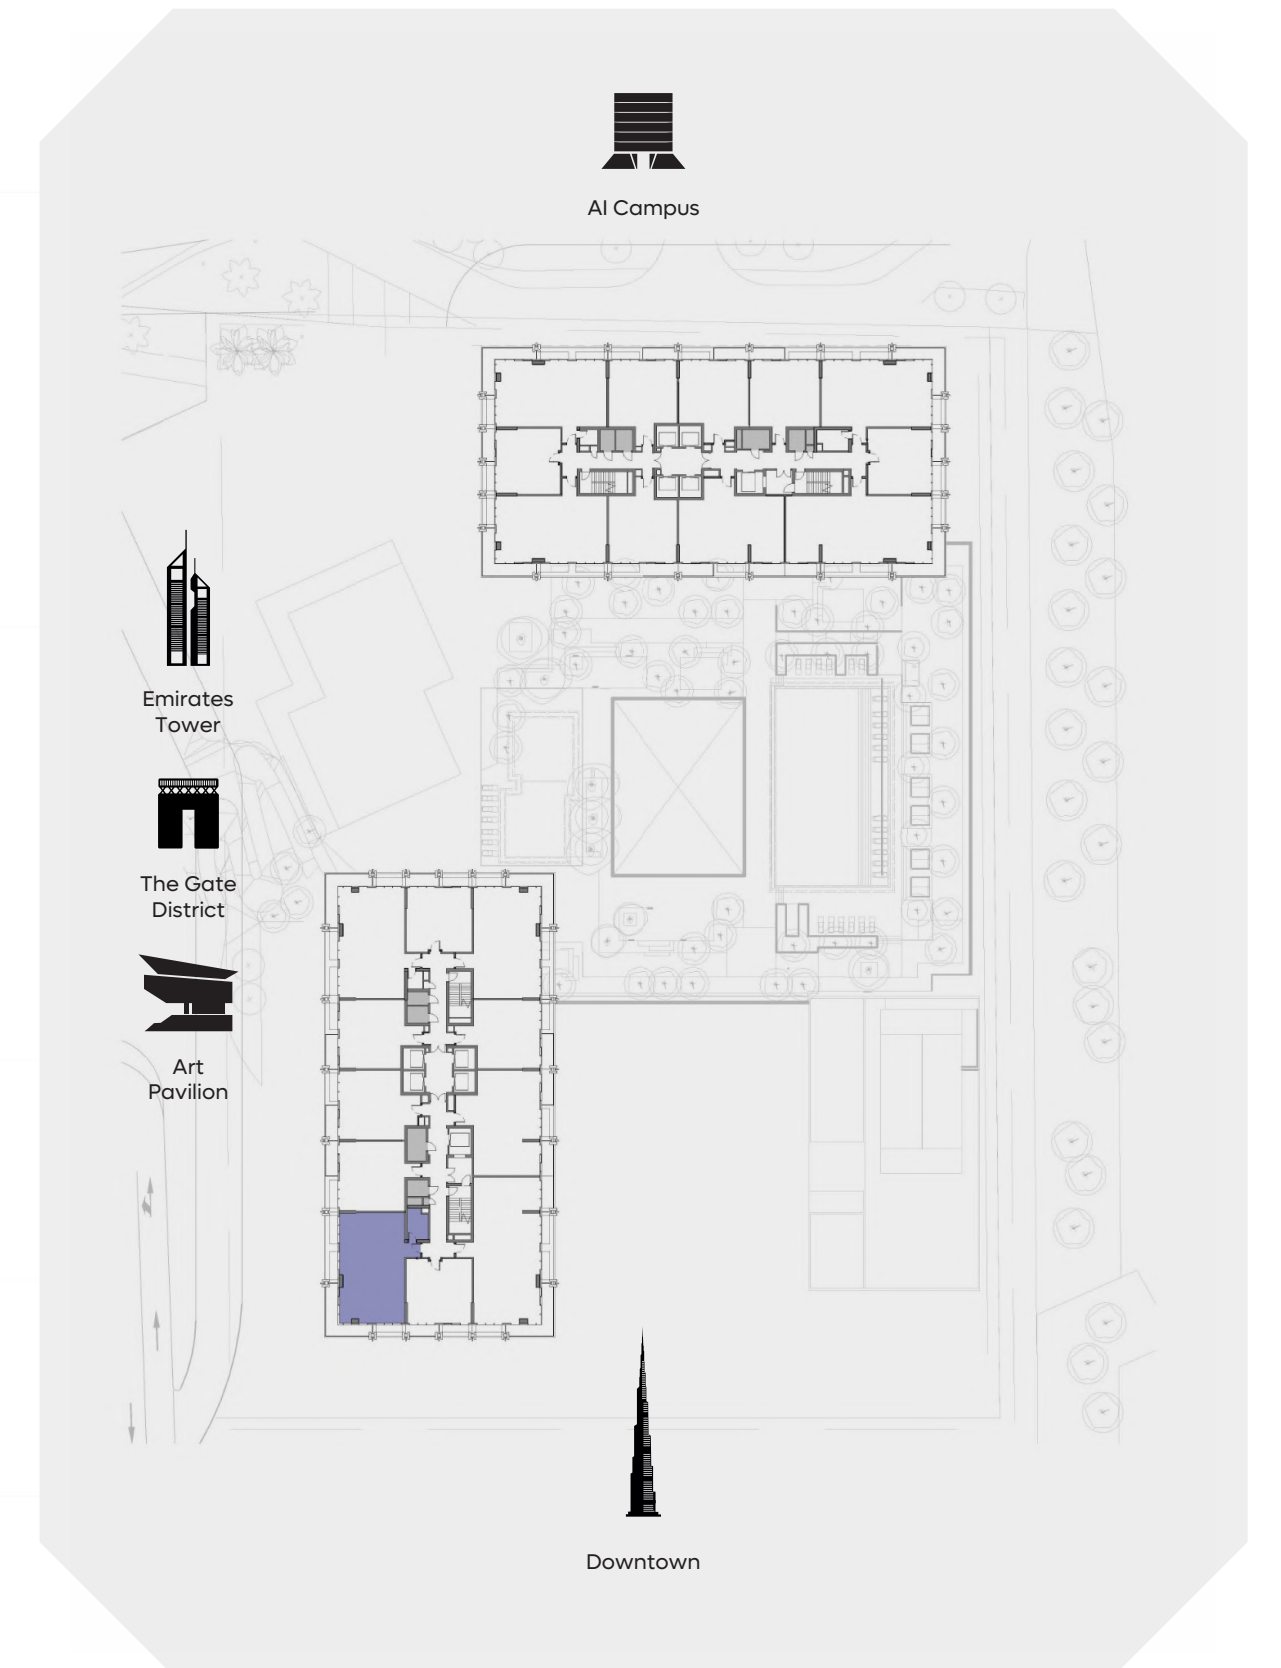 AI Campus
Emirates
Tower
The Gate
District
Art
Pavilion
Downtown